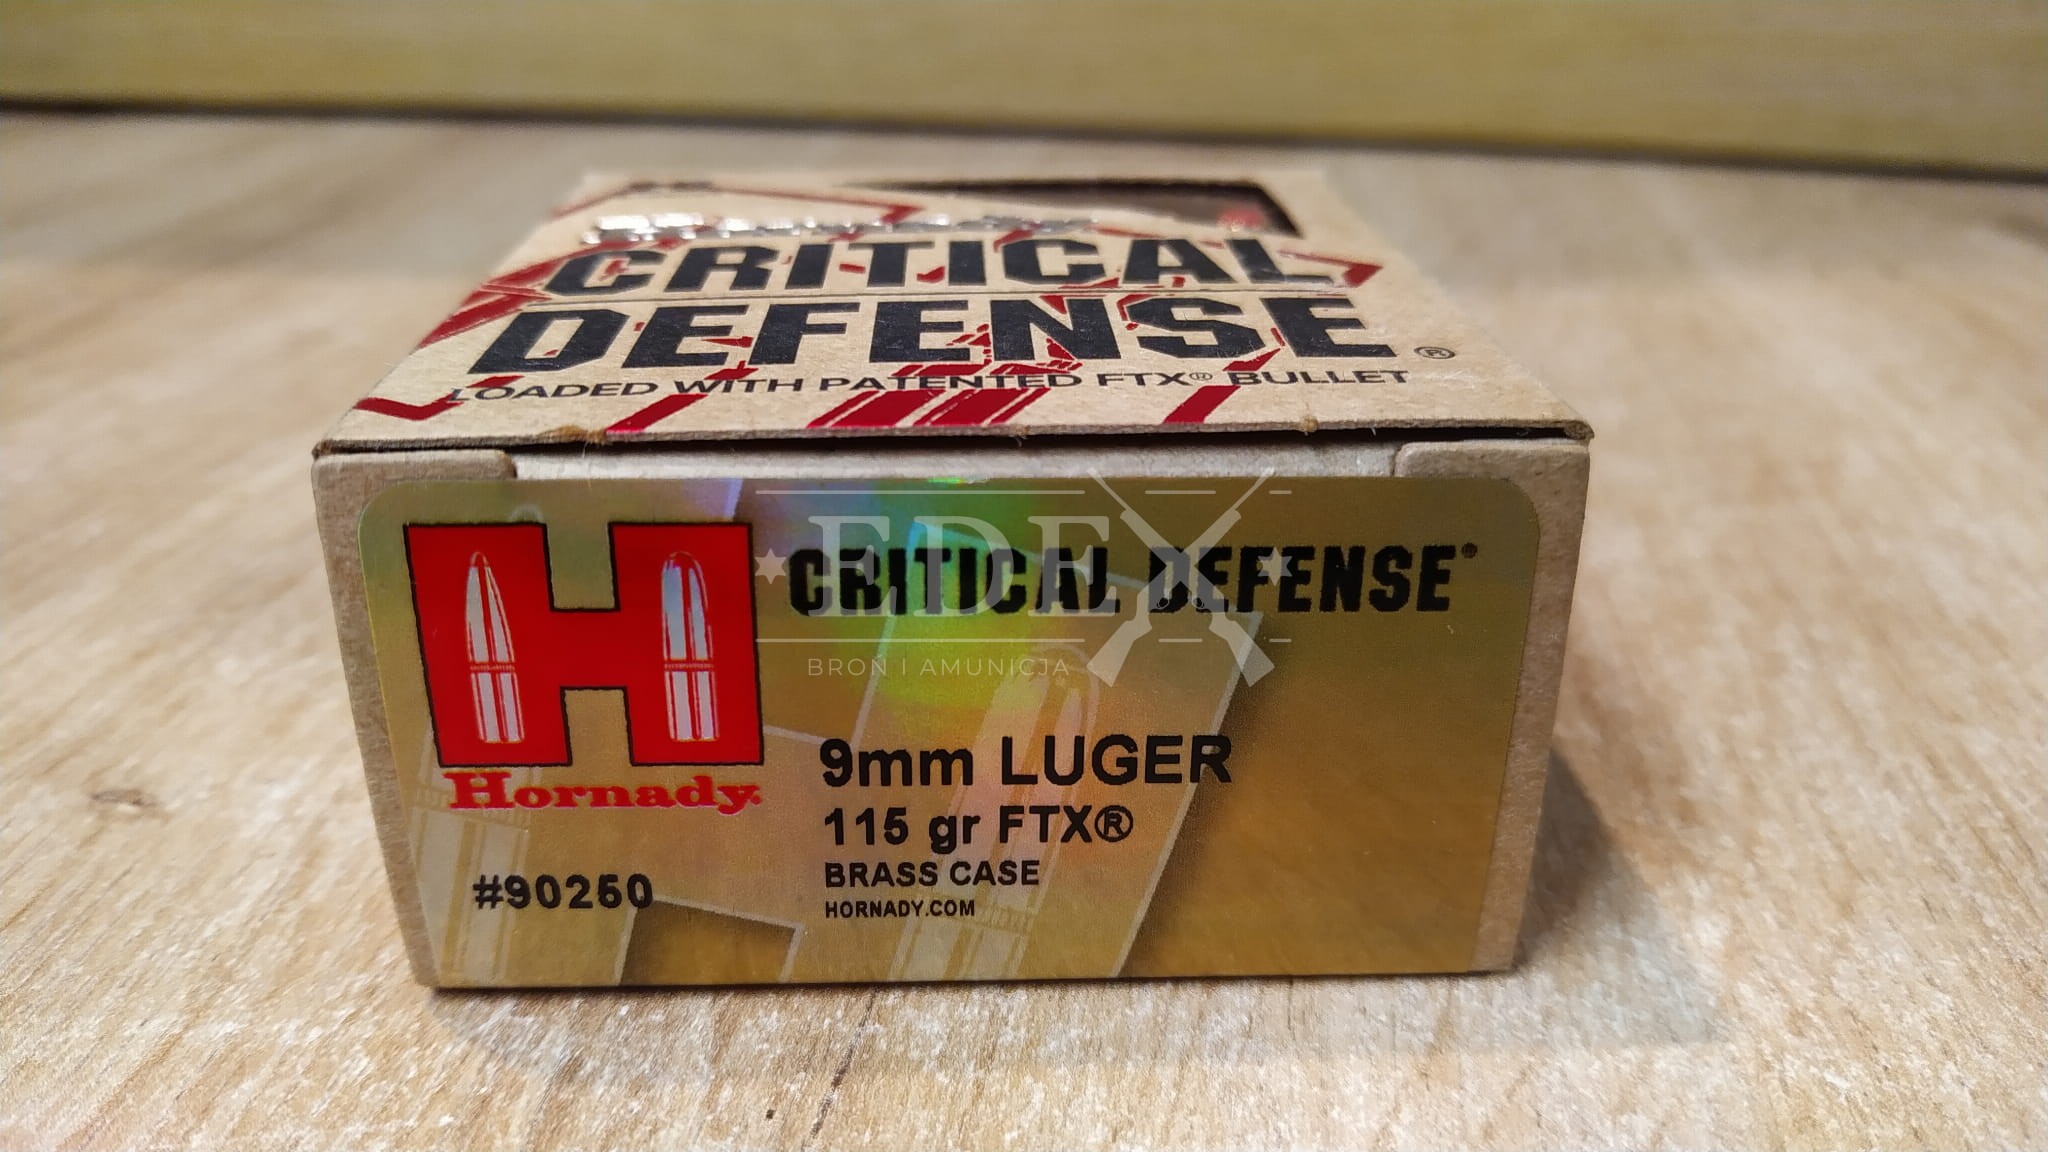 Hornady
CRITICAL
DEFENSE®
LOADED WITH PATENTED FTX® BULLET
H
Hornady
CRITICAL DEFENSE®
EDEX
BROŃ I AMUNICJA
9mm LUGER
115 gr FTX®
BRASS CASE
HORNADY.COM
#90250